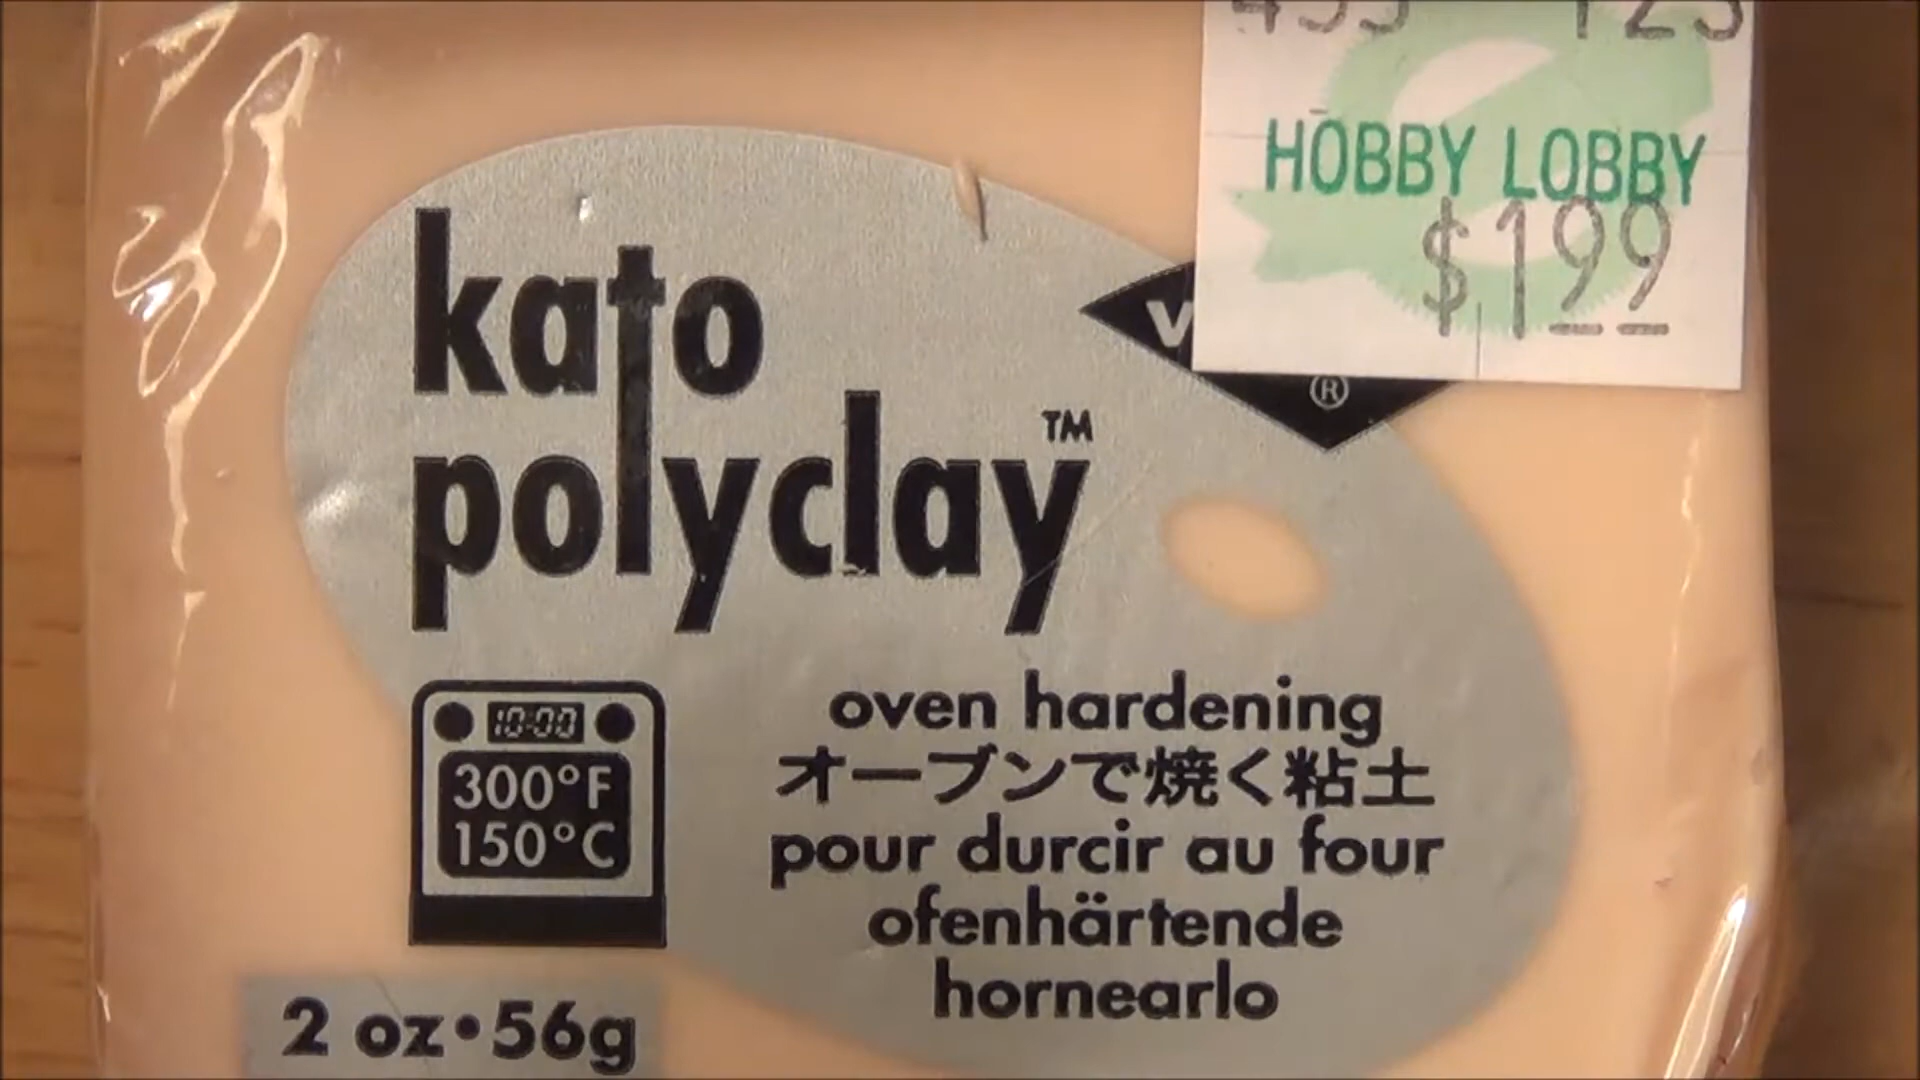 HOBBY LOBBY
$1.99
kato
polyclay™
V
®
10:00
300°F
150°C
oven hardening
オーブンで焼く粘土
pour durcir au four
ofenhärtende
hornearlo
2 oz•56g